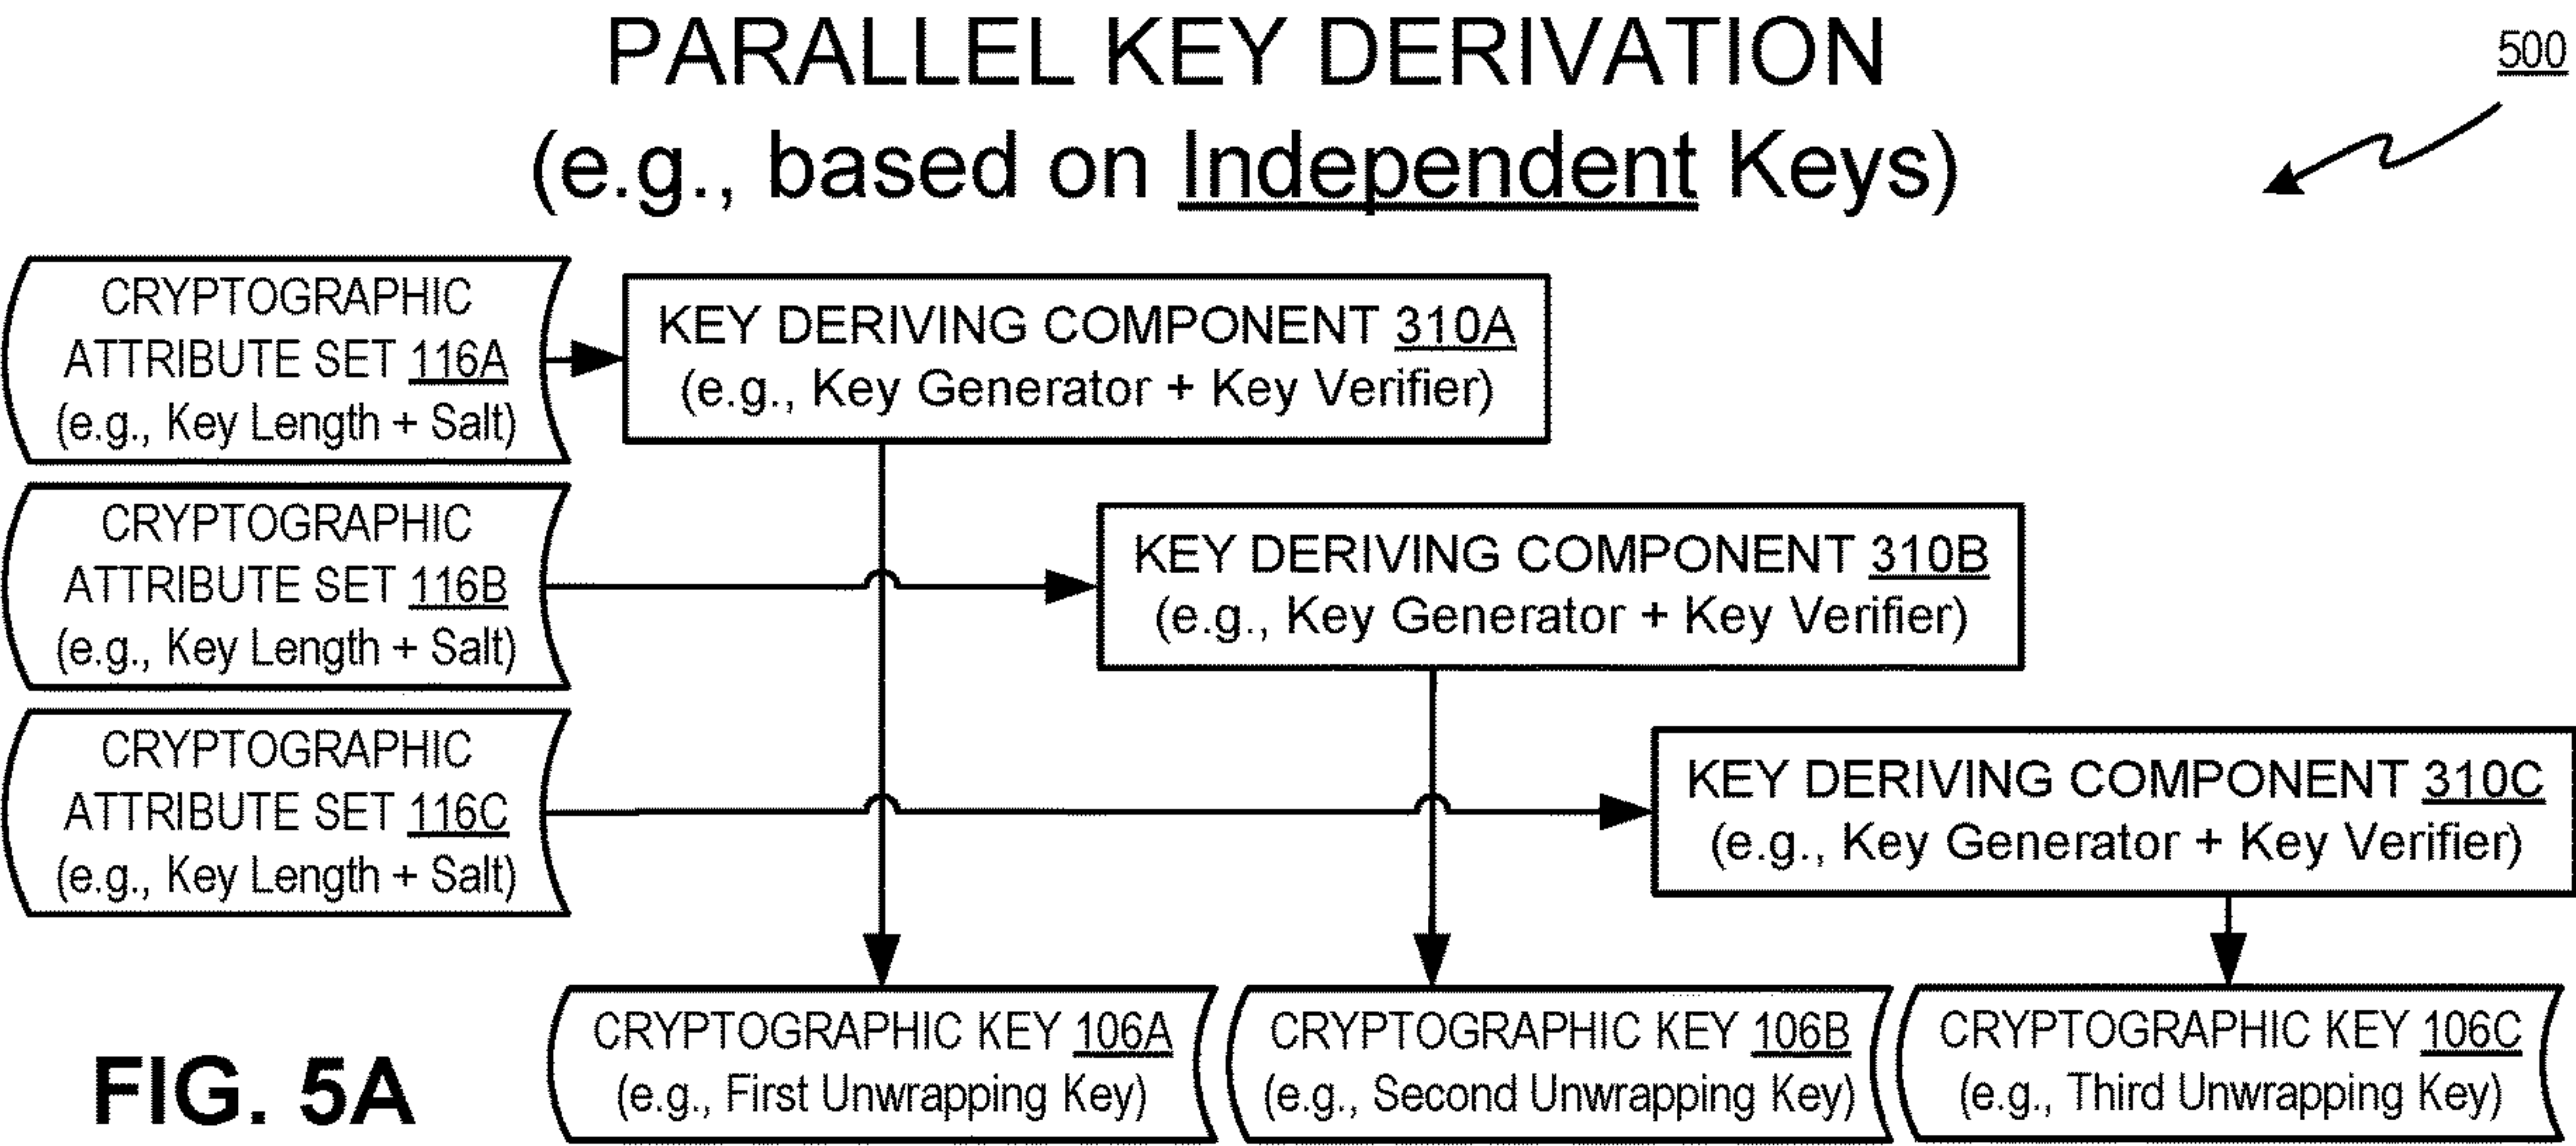 PARALLEL KEY DERIVATION
(e.g., based on Independent Keys)
500
CRYPTOGRAPHIC
ATTRIBUTE SET 116A
(e.g., Key Length + Salt)
KEY DERIVING COMPONENT 310A
(e.g., Key Generator + Key Verifier)
CRYPTOGRAPHIC
ATTRIBUTE SET 116B
(e.g., Key Length + Salt)
KEY DERIVING COMPONENT 310B
(e.g., Key Generator + Key Verifier)
CRYPTOGRAPHIC
ATTRIBUTE SET 116C
(e.g., Key Length + Salt)
KEY DERIVING COMPONENT 310C
(e.g., Key Generator + Key Verifier)
CRYPTOGRAPHIC KEY 106A
(e.g., First Unwrapping Key)
CRYPTOGRAPHIC KEY 106B
(e.g., Second Unwrapping Key)
CRYPTOGRAPHIC KEY 106C
(e.g., Third Unwrapping Key)
FIG. 5A